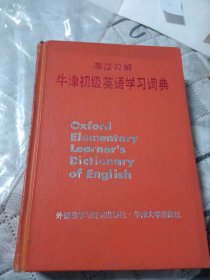 英汉双解
牛津初级英语学习词典
Oxford
Elementary
Learner's
Dictionary
of English
外语教学与研究出版社·牛津大学出版社